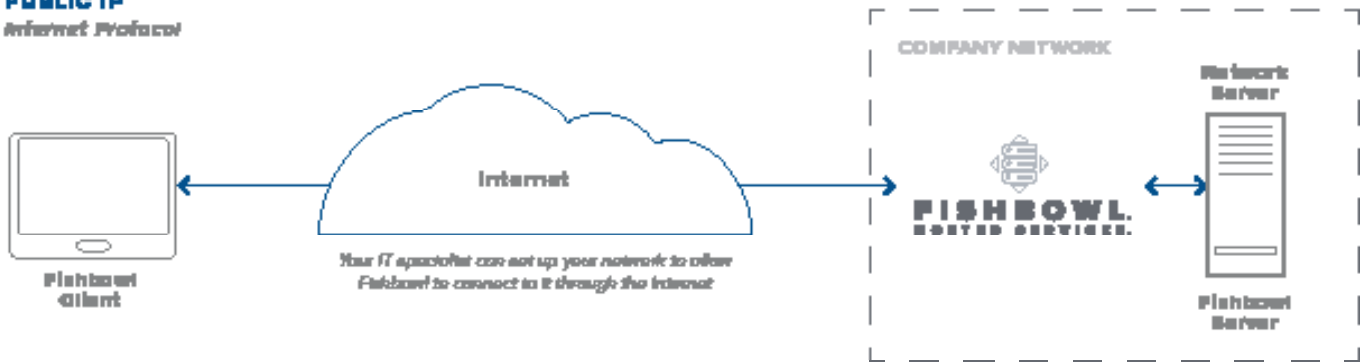 PUBLIC IP
Internet Protocol
COMPANY NETWORK
Network
Server
Internet
FISHBOWL.
HOSTED SERVICES.
Your IT specialist can set up your network to allow
Fishbowl to connect to it through the internet
Fishbowl
Client
Fishbowl
Server